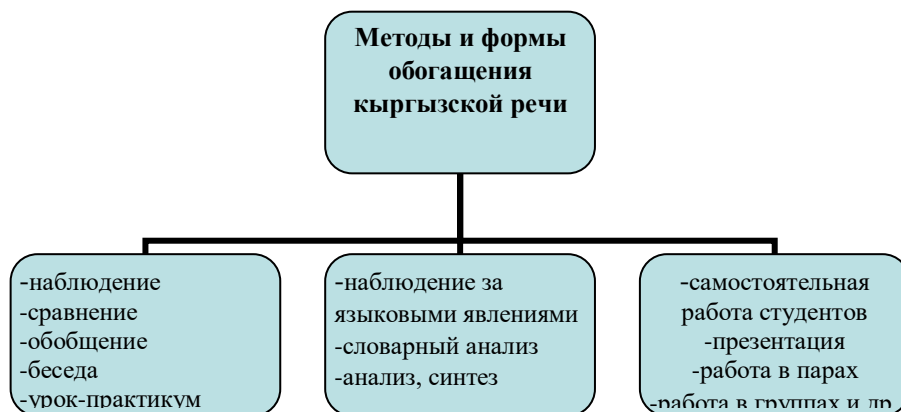 Методы и формы
обогащения
кыргызской речи
-наблюдение
-сравнение
-обобщение
-беседа
-урок-практикум
-наблюдение за
языковыми явлениями
-словарный анализ
-анализ, синтез
-самостоятельная
работа студентов
-презентация
-работа в парах
-работа в группах и др